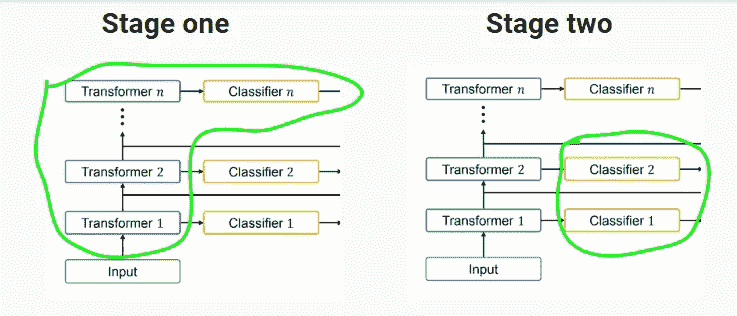 Stage one
Stage two
Transformer n
Classifier n
Transformer 2
Classifier 2
Transformer 1
Classifier 1
Input
Transformer n
Classifier n
Transformer 2
Classifier 2
Transformer 1
Classifier 1
Input